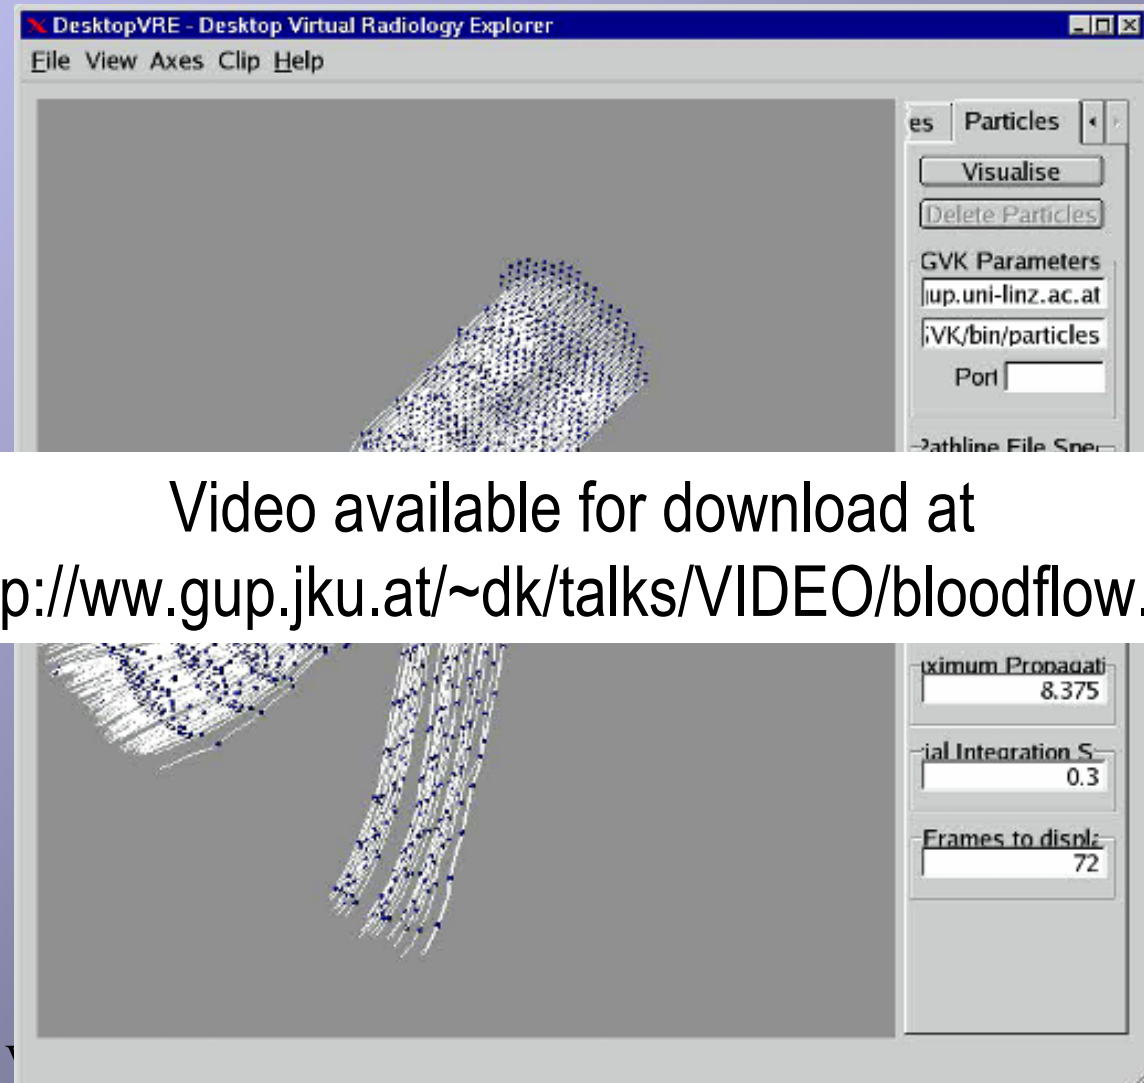 DesktopVRE - Desktop Virtual Radiology Explorer
File View Axes Clip Help
es Particles
Visualise
Delete Particles
GVK Parameters
up.uni-linz.ac.at
VK/bin/particles
Port
Pathline File Spe
Video available for download at
p://ww.gup.jku.at/~dk/talks/VIDEO/bloodflow.
ximum Propagati
8.375
ial Integration S
0.3
Frames to displa
72